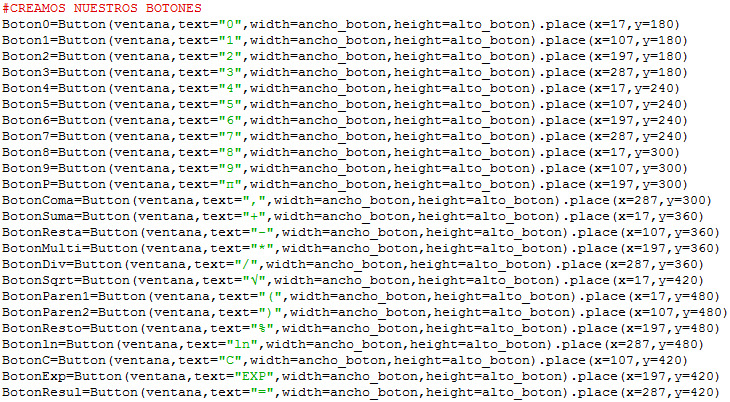 #CREAMOS NUESTROS BOTONES
Boton0=Button(ventana,text="0",width=ancho_boton,height=alto_boton).place(x=17,y=180)
Boton1=Button(ventana,text="1",width=ancho_boton,height=alto_boton).place(x=107,y=180)
Boton2=Button(ventana,text="2",width=ancho_boton,height=alto_boton).place(x=197,y=180)
Boton3=Button(ventana,text="3",width=ancho_boton,height=alto_boton).place(x=287,y=180)
Boton4=Button(ventana,text="4",width=ancho_boton,height=alto_boton).place(x=17,y=240)
Boton5=Button(ventana,text="5",width=ancho_boton,height=alto_boton).place(x=107,y=240)
Boton6=Button(ventana,text="6",width=ancho_boton,height=alto_boton).place(x=197,y=240)
Boton7=Button(ventana,text="7",width=ancho_boton,height=alto_boton).place(x=287,y=240)
Boton8=Button(ventana,text="8",width=ancho_boton,height=alto_boton).place(x=17,y=300)
Boton9=Button(ventana,text="9",width=ancho_boton,height=alto_boton).place(x=107,y=300)
BotonP=Button(ventana,text="π",width=ancho_boton,height=alto_boton).place(x=197,y=300)
BotonComa=Button(ventana,text=",",width=ancho_boton,height=alto_boton).place(x=287,y=300)
BotonSuma=Button(ventana,text="+",width=ancho_boton,height=alto_boton).place(x=17,y=360)
BotonResta=Button(ventana,text="-",width=ancho_boton,height=alto_boton).place(x=107,y=360)
BotonMulti=Button(ventana,text="*",width=ancho_boton,height=alto_boton).place(x=197,y=360)
BotonDiv=Button(ventana,text="/",width=ancho_boton,height=alto_boton).place(x=287,y=360)
BotonSqrt=Button(ventana,text="√",width=ancho_boton,height=alto_boton).place(x=17,y=420)
BotonParen1=Button(ventana,text="(",width=ancho_boton,height=alto_boton).place(x=17,y=480)
BotonParen2=Button(ventana,text=")",width=ancho_boton,height=alto_boton).place(x=107,y=480)
BotonResto=Button(ventana,text="%",width=ancho_boton,height=alto_boton).place(x=197,y=480)
Botonln=Button(ventana,text="ln",width=ancho_boton,height=alto_boton).place(x=287,y=480)
BotonC=Button(ventana,text="C",width=ancho_boton,height=alto_boton).place(x=107,y=420)
BotonExp=Button(ventana,text="EXP",width=ancho_boton,height=alto_boton).place(x=197,y=420)
BotonResul=Button(ventana,text="=",width=ancho_boton,height=alto_boton).place(x=287,y=420)